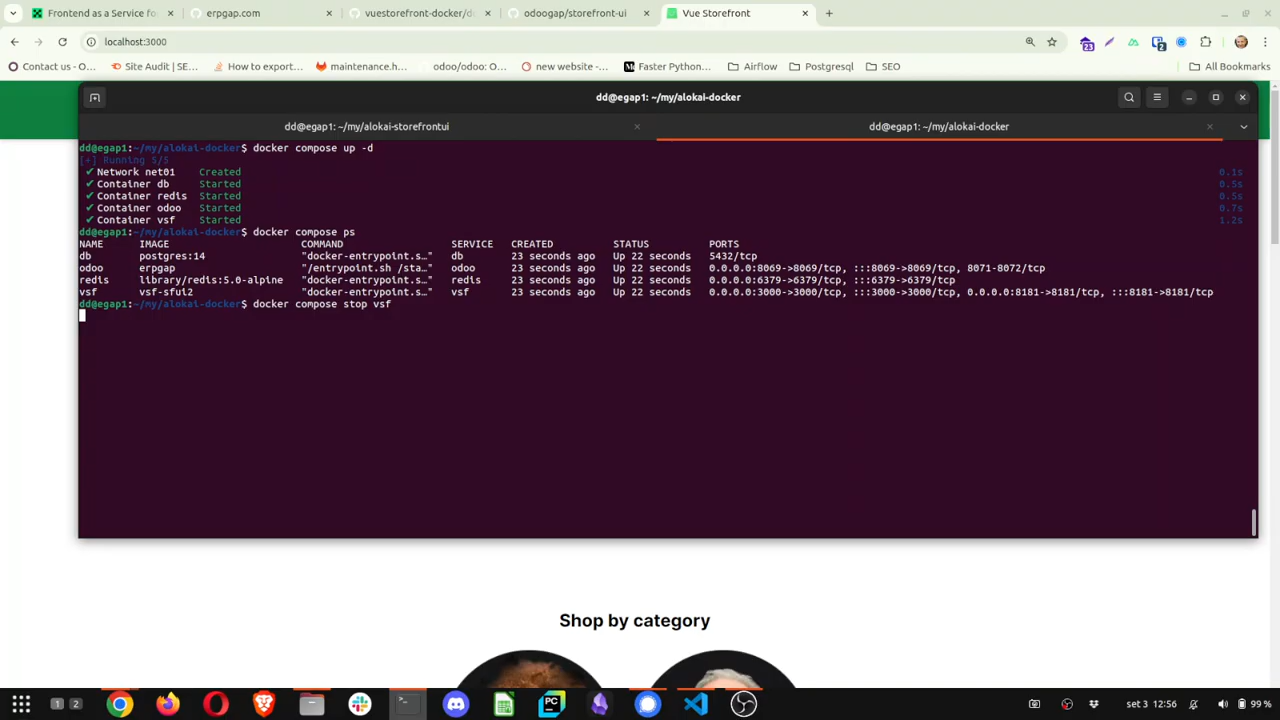 Frontend as a Service fo
erpgap.com
vuestorefront-docker/d
odoogap/storefront-ui
Vue Storefront
localhost:3000
23
2
Contact us - O...
Site Audit | SE...
How to export...
maintenance.h...
odoo/odoo: O...
new website -...
Faster Python...
Airflow
Postgresql
SEO
All Bookmarks
dd@egap1: ~/my/alokai-docker
dd@egap1: ~/my/alokai-storefrontui
dd@egap1: ~/my/alokai-docker
dd@egap1:~/my/alokai-docker$ docker compose up -d
[+] Running 5/5
✔ Network net01 Created 0.1s
✔ Container db Started 0.5s
✔ Container redis Started 0.5s
✔ Container odoo Started 0.7s
✔ Container vsf Started 1.2s
dd@egap1:~/my/alokai-docker$ docker compose ps
NAME IMAGE COMMAND SERVICE CREATED STATUS PORTS
db postgres:14 "docker-entrypoint.s…" db 23 seconds ago Up 22 seconds 5432/tcp
odoo erpgap "/entrypoint.sh /sta…" odoo 23 seconds ago Up 22 seconds 0.0.0.0:8069->8069/tcp, :::8069->8069/tcp, 8071-8072/tcp
redis library/redis:5.0-alpine "docker-entrypoint.s…" redis 23 seconds ago Up 22 seconds 0.0.0.0:6379->6379/tcp, :::6379->6379/tcp
vsf vsf-sfui2 "docker-entrypoint.s…" vsf 23 seconds ago Up 22 seconds 0.0.0.0:3000->3000/tcp, :::3000->3000/tcp, 0.0.0.0:8181->8181/tcp, :::8181->8181/tcp
dd@egap1:~/my/alokai-docker$ docker compose stop vsf
Shop by category
1 2
PC
set 3 12:56
99 %